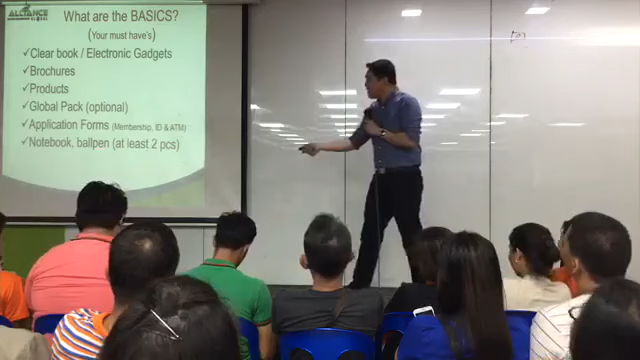 ALLIANCE
GLOBAL
What are the BASICS?
(Your must have's)
✓Clear book / Electronic Gadgets
✓Brochures
✓Products
✓Global Pack (optional)
✓Application Forms (Membership, ID & ATM)
✓Notebook, ballpen (at least 2 pcs)